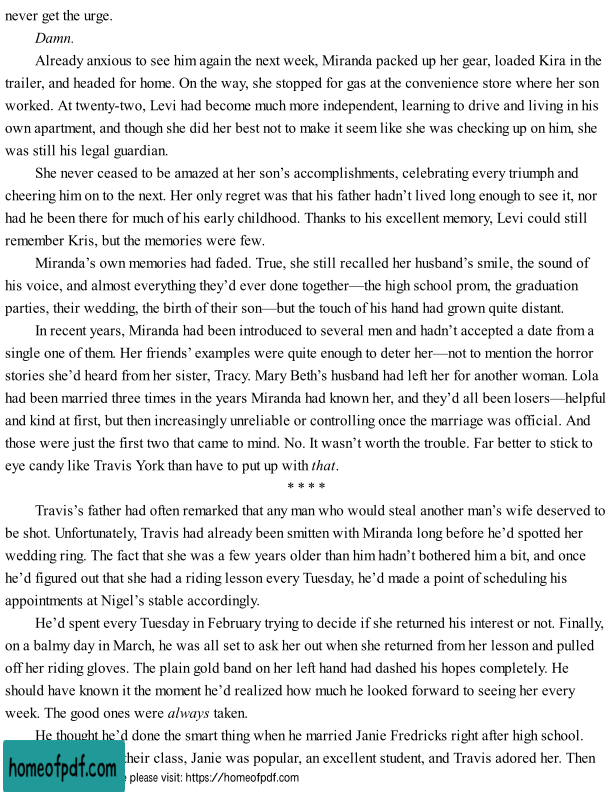 never get the urge.
Damn.
Already anxious to see him again the next week, Miranda packed up her gear, loaded Kira in the
trailer, and headed for home. On the way, she stopped for gas at the convenience store where her son
worked. At twenty-two, Levi had become much more independent, learning to drive and living in his
own apartment, and though she did her best not to make it seem like she was checking up on him, she
was still his legal guardian.
She never ceased to be amazed at her son’s accomplishments, celebrating every triumph and
cheering him on to the next. Her only regret was that his father hadn’t lived long enough to see it, nor
had he been there for much of his early childhood. Thanks to his excellent memory, Levi could still
remember Kris, but the memories were few.
Miranda’s own memories had faded. True, she still recalled her husband’s smile, the sound of
his voice, and almost everything they’d ever done together—the high school prom, the graduation
parties, their wedding, the birth of their son—but the touch of his hand had grown quite distant.
In recent years, Miranda had been introduced to several men and hadn’t accepted a date from a
single one of them. Her friends’ examples were quite enough to deter her—not to mention the horror
stories she’d heard from her sister, Tracy. Mary Beth’s husband had left her for another woman. Lola
had been married three times in the years Miranda had known her, and they’d all been losers—helpful
and kind at first, but then increasingly unreliable or controlling once the marriage was official. And
those were just the first two that came to mind. No. It wasn’t worth the trouble. Far better to stick to
eye candy like Travis York than have to put up with that.
* * * *
Travis’s father had often remarked that any man who would steal another man’s wife deserved to
be shot. Unfortunately, Travis had already been smitten with Miranda long before he’d spotted her
wedding ring. The fact that she was a few years older than him hadn’t bothered him a bit, and once
he’d figured out that she had a riding lesson every Tuesday, he’d made a point of scheduling his
appointments at Nigel’s stable accordingly.
He’d spent every Tuesday in February trying to decide if she returned his interest or not. Finally,
on a balmy day in March, he was all set to ask her out when she returned from her lesson and pulled
off her riding gloves. The plain gold band on her left hand had dashed his hopes completely. He
should have known it the moment he’d realized how much he looked forward to seeing her every
week. The good ones were always taken.
He thought he’d done the smart thing when he married Janie Fredricks right after high school.
their class, Janie was popular, an excellent student, and Travis adored her. Then
homeofpdf.com
please visit: https://homeofpdf.com